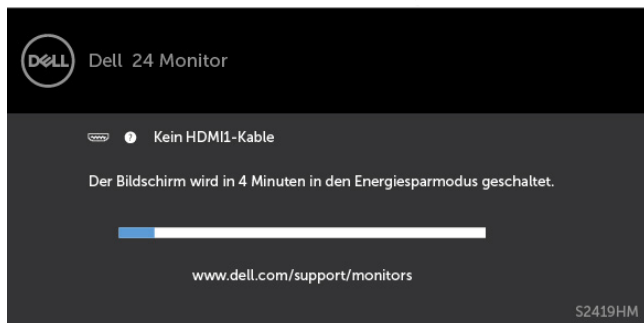 DELL
Dell 24 Monitor
? Kein HDMI1-Kable
Der Bildschirm wird in 4 Minuten in den Energiesparmodus geschaltet.
www.dell.com/support/monitors
S2419HM